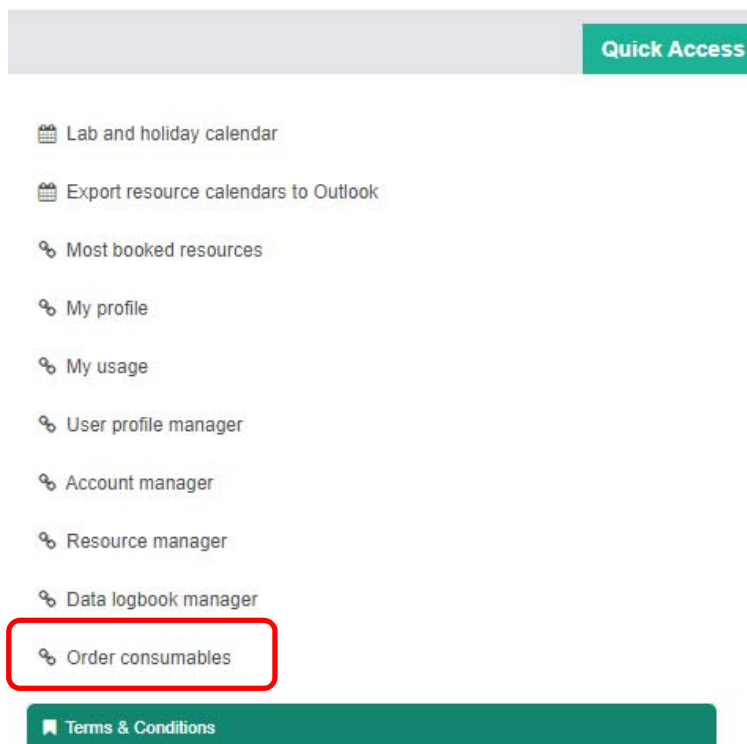 Quick Access
Lab and holiday calendar
Export resource calendars to Outlook
Most booked resources
My profile
My usage
User profile manager
Account manager
Resource manager
Data logbook manager
Order consumables
Terms & Conditions